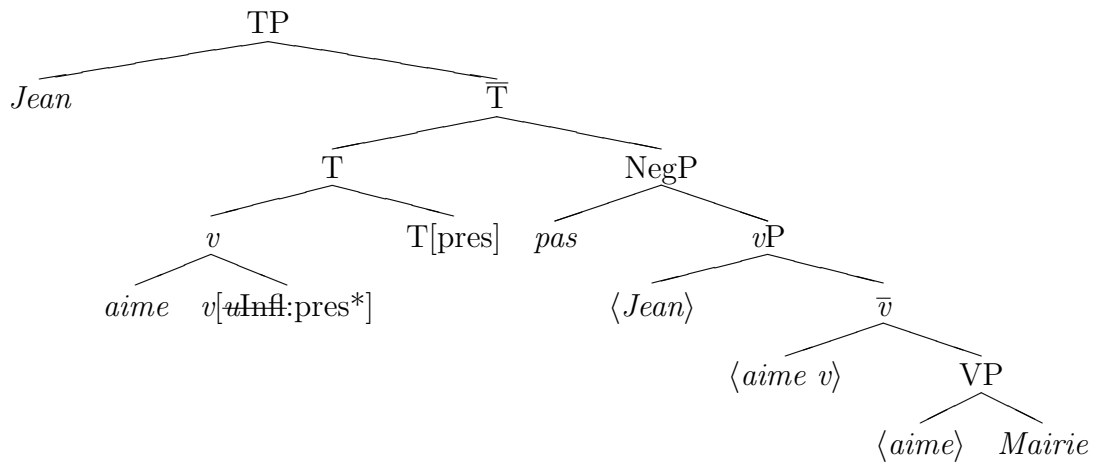 TP
Jean T̅
T NegP
v T[pres] pas vP
aime v[uInfl:pres*] ⟨Jean⟩ v̅
⟨aime v⟩ VP
⟨aime⟩ Mairie